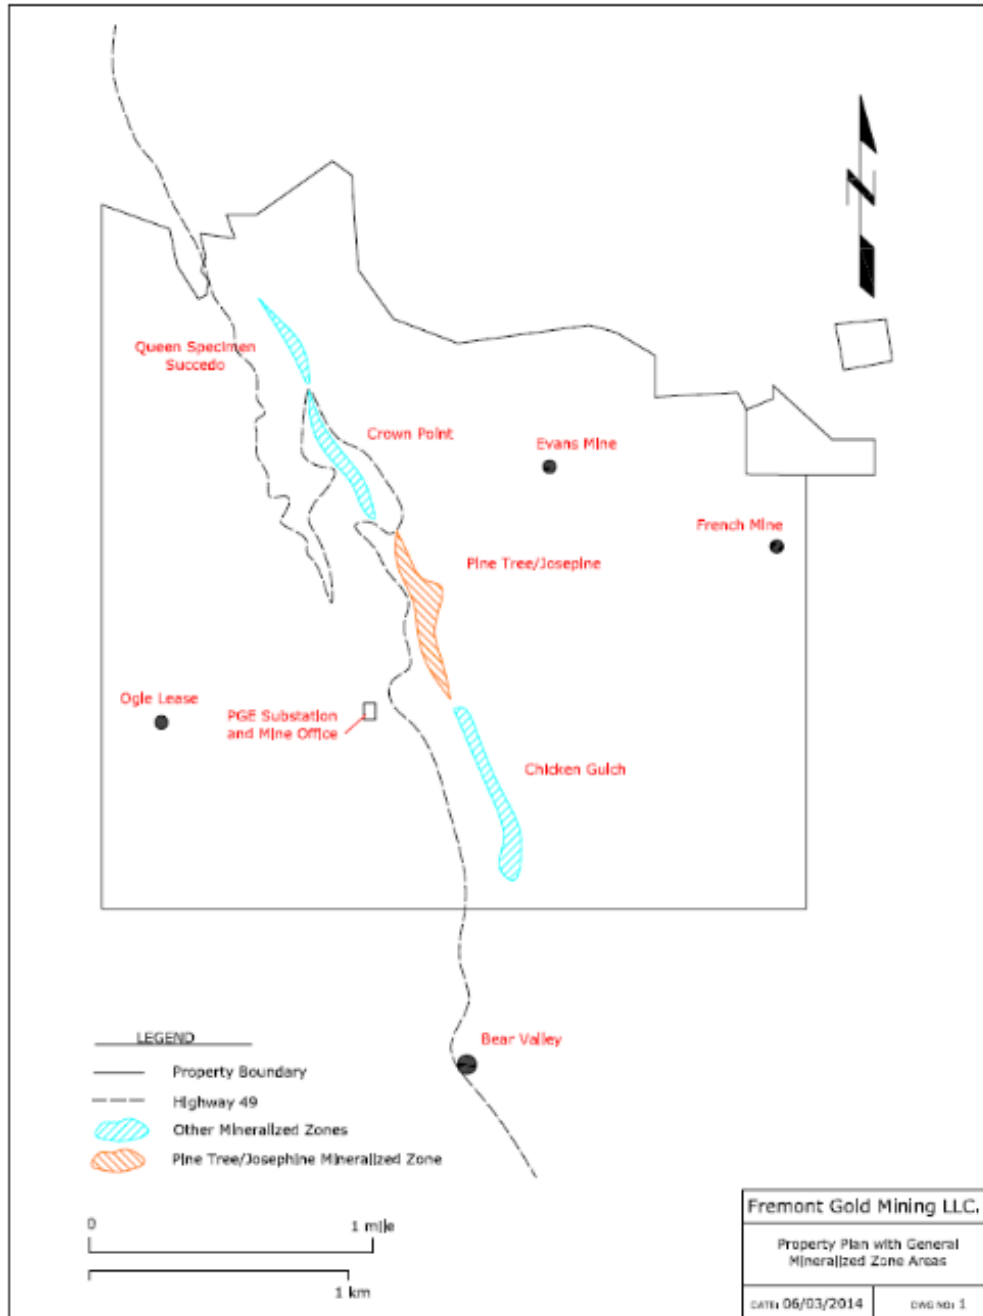 N
Queen Specimen
Succedo
Crown Point
Evans Mine
French Mine
Pine Tree/Josepine
Ogle Lease
PGE Substation
and Mine Office
Chicken Gulch
Bear Valley
LEGEND
Property Boundary
Highway 49
Other Mineralized Zones
Pine Tree/Josephine Mineralized Zone
0
1 mile
1 km
Fremont Gold Mining LLC.
Property Plan with General
Mineralized Zone Areas
DATE: 06/03/2014
DWG NO: 1